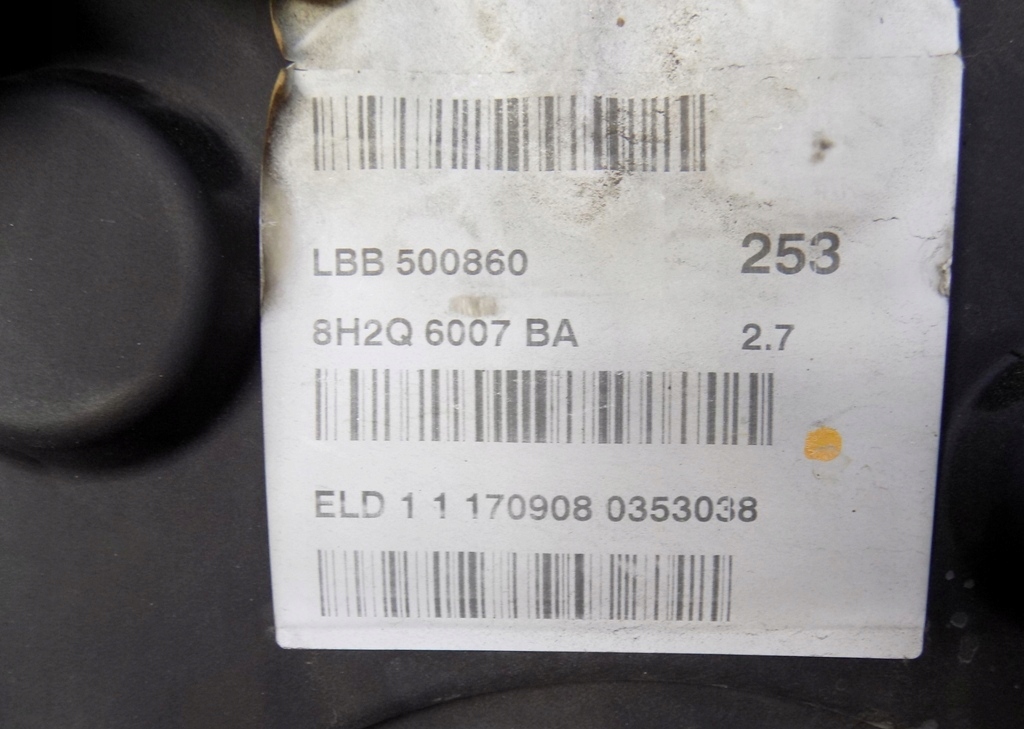 LBB 500860 253
8H2Q 6007 BA 2.7
ELD 1 1 170908 0353038